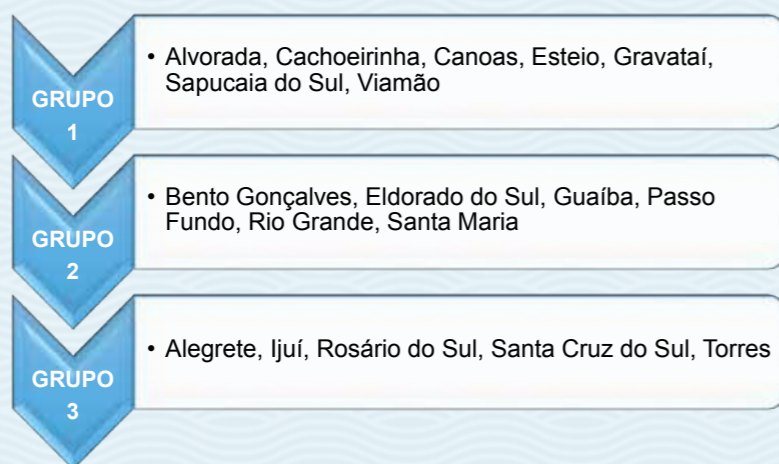 GRUPO
1
• Alvorada, Cachoeirinha, Canoas, Esteio, Gravataí,
Sapucaia do Sul, Viamão
GRUPO
2
• Bento Gonçalves, Eldorado do Sul, Guaíba, Passo
Fundo, Rio Grande, Santa Maria
GRUPO
3
• Alegrete, Ijuí, Rosário do Sul, Santa Cruz do Sul, Torres